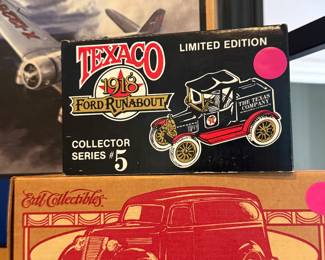 TEXACO
LIMITED EDITION
1918
FORD RUNABOUT
THE TEXAS
COMPANY
COLLECTOR
SERIES #5
Ertl Collectibles